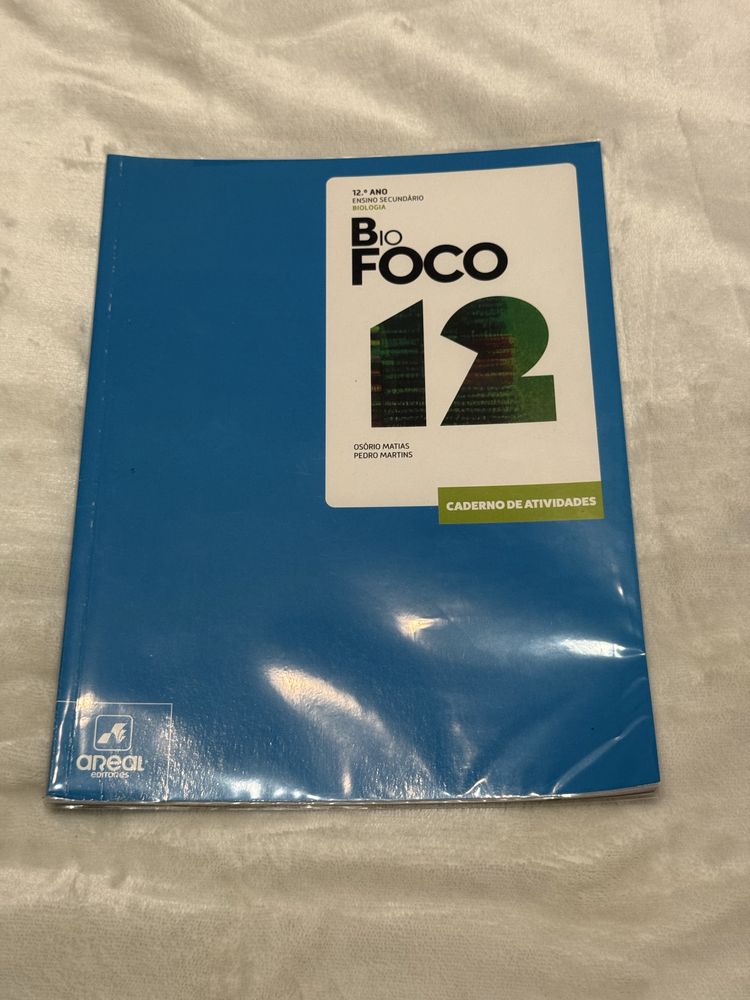 12.º ANO
ENSINO SECUNDÁRIO
BIOLOGIA
BIO
FOCO
12
OSÓRIO MATIAS
PEDRO MARTINS
CADERNO DE ATIVIDADES
AREAL
EDITORES